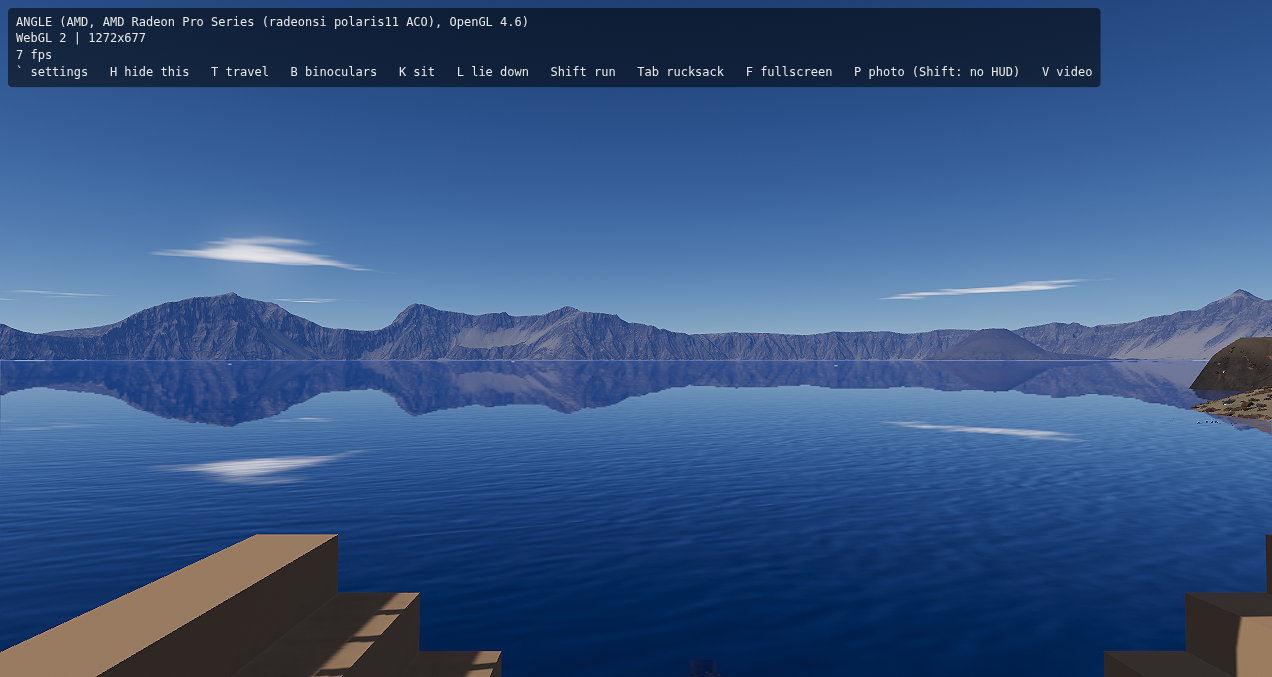 ANGLE (AMD, AMD Radeon Pro Series (radeonsi polaris11 ACO), OpenGL 4.6)
WebGL 2 | 1272x677
7 fps
` settings   H hide this   T travel   B binoculars   K sit   L lie down   Shift run   Tab rucksack   F fullscreen   P photo (Shift: no HUD)   V video